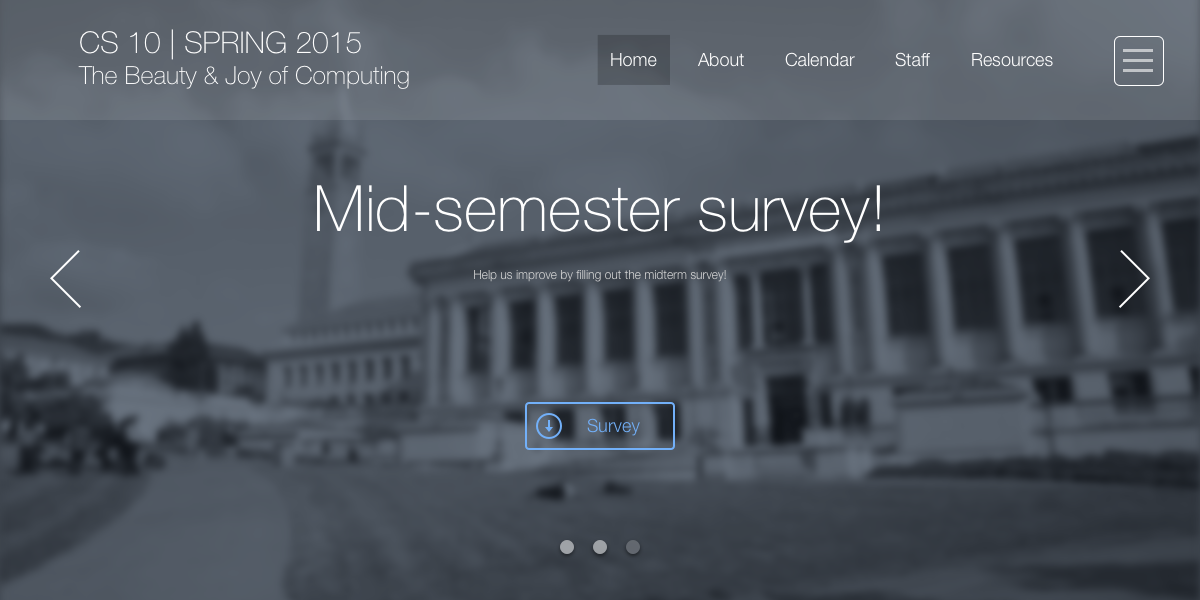 CS 10 | SPRING 2015
The Beauty & Joy of Computing
Home About Calendar Staff Resources
Mid-semester survey!
Help us improve by filling out the midterm survey!
Survey